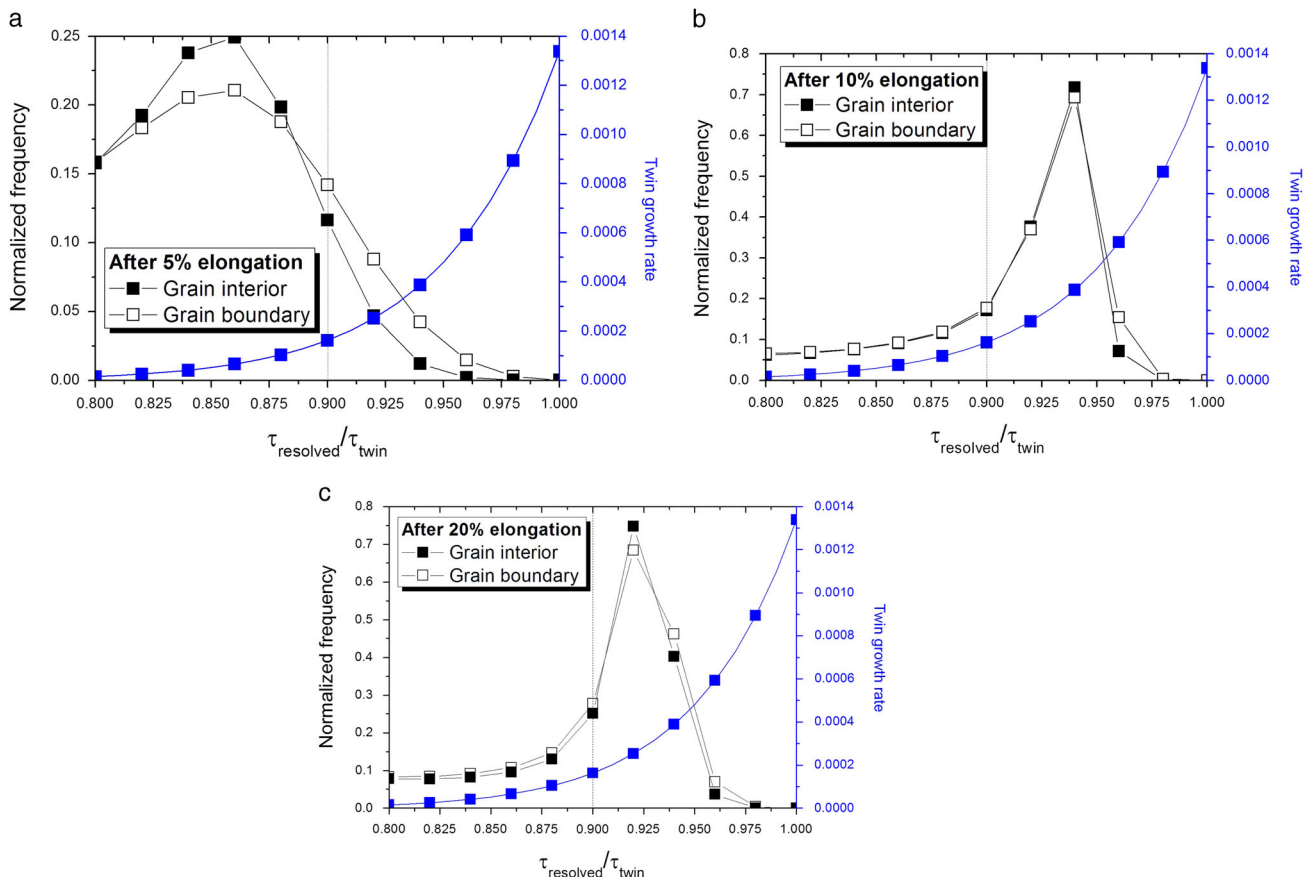 a
0.25
0.20
0.15
0.10
0.05
0.00
Normalized frequency
After 5% elongation
Grain interior
Grain boundary
0.0014
0.0012
0.0010
0.0008
0.0006
0.0004
0.0002
0.0000
Twin growth rate
0.800 0.825 0.850 0.875 0.900 0.925 0.950 0.975 1.000
τresolved/τtwin
b
0.8
0.7
0.6
0.5
0.4
0.3
0.2
0.1
0.0
Normalized frequency
After 10% elongation
Grain interior
Grain boundary
0.0014
0.0012
0.0010
0.0008
0.0006
0.0004
0.0002
0.0000
Twin growth rate
0.800 0.825 0.850 0.875 0.900 0.925 0.950 0.975 1.000
τresolved/τtwin
c
0.8
0.7
0.6
0.5
0.4
0.3
0.2
0.1
0.0
Normalized frequency
After 20% elongation
Grain interior
Grain boundary
0.0014
0.0012
0.0010
0.0008
0.0006
0.0004
0.0002
0.0000
Twin growth rate
0.800 0.825 0.850 0.875 0.900 0.925 0.950 0.975 1.000
τresolved/τtwin